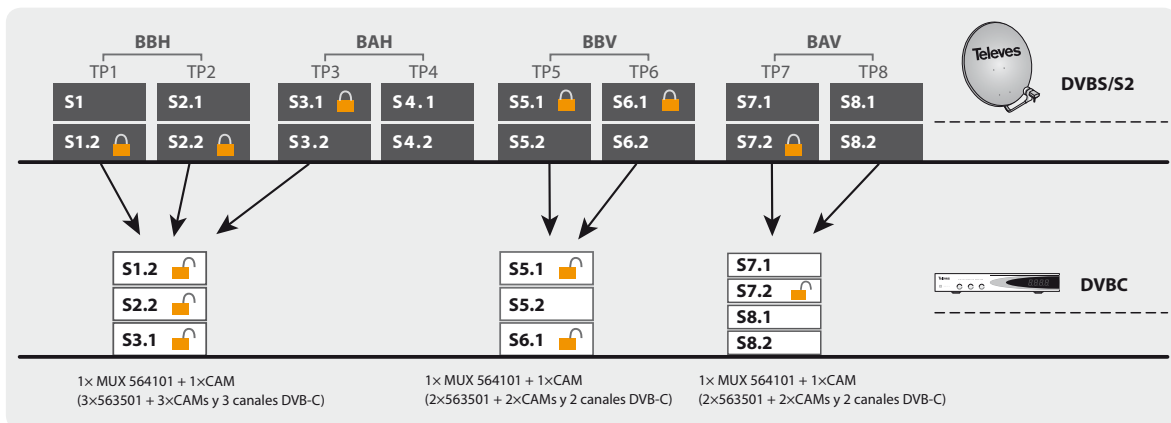 BBH BAH BBV BAV
TP1 TP2 TP3 TP4 TP5 TP6 TP7 TP8
Televes
DVBS/S2
S1 S2.1 S3.1 S4.1 S5.1 S6.1 S7.1 S8.1
S1.2 S2.2 S3.2 S4.2 S5.2 S6.2 S7.2 S8.2
S1.2 S5.1 S7.1
S7.2
S2.2 S5.2 S8.1
S3.1 S6.1 S8.2
Televes
8.8.8.8
DVBC
1× MUX 564101 + 1×CAM
(3×563501 + 3×CAMs y 3 canales DVB-C)
1× MUX 564101 + 1×CAM
(2×563501 + 2×CAMs y 2 canales DVB-C)
1× MUX 564101 + 1×CAM
(2×563501 + 2×CAMs y 2 canales DVB-C)